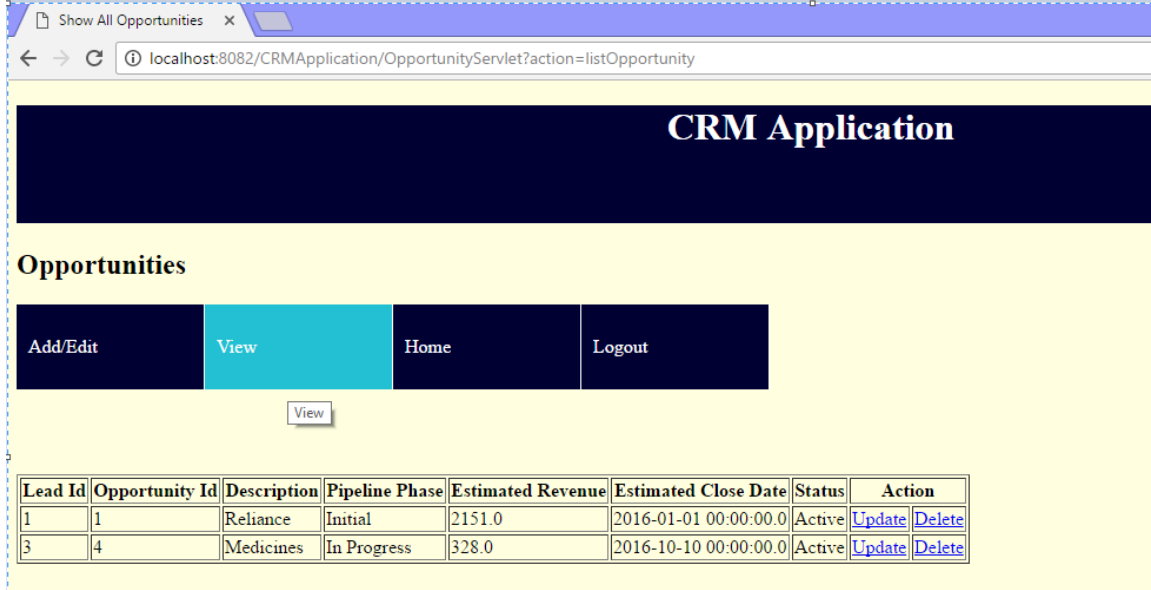 Show All Opportunities
localhost:8082/CRMApplication/OpportunityServlet?action=listOpportunity
CRM Application
Opportunities
Add/Edit View Home Logout
View
Lead Id Opportunity Id Description Pipeline Phase Estimated Revenue Estimated Close Date Status Action
1 1 Reliance Initial 2151.0 2016-01-01 00:00:00.0 Active Update Delete
3 4 Medicines In Progress 328.0 2016-10-10 00:00:00.0 Active Update Delete